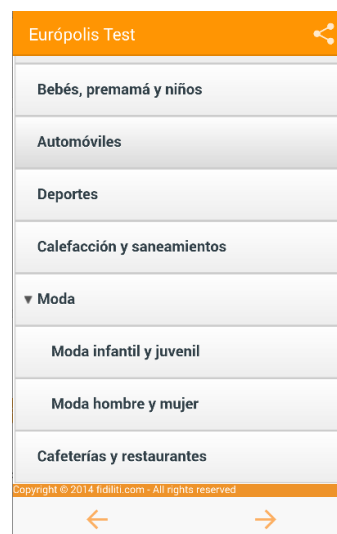 Európolis Test
Bebés, premamá y niños
Automóviles
Deportes
Calefacción y saneamientos
Moda
Moda infantil y juvenil
Moda hombre y mujer
Cafeterías y restaurantes
Copyright © 2014 fidiliti.com - All rights reserved